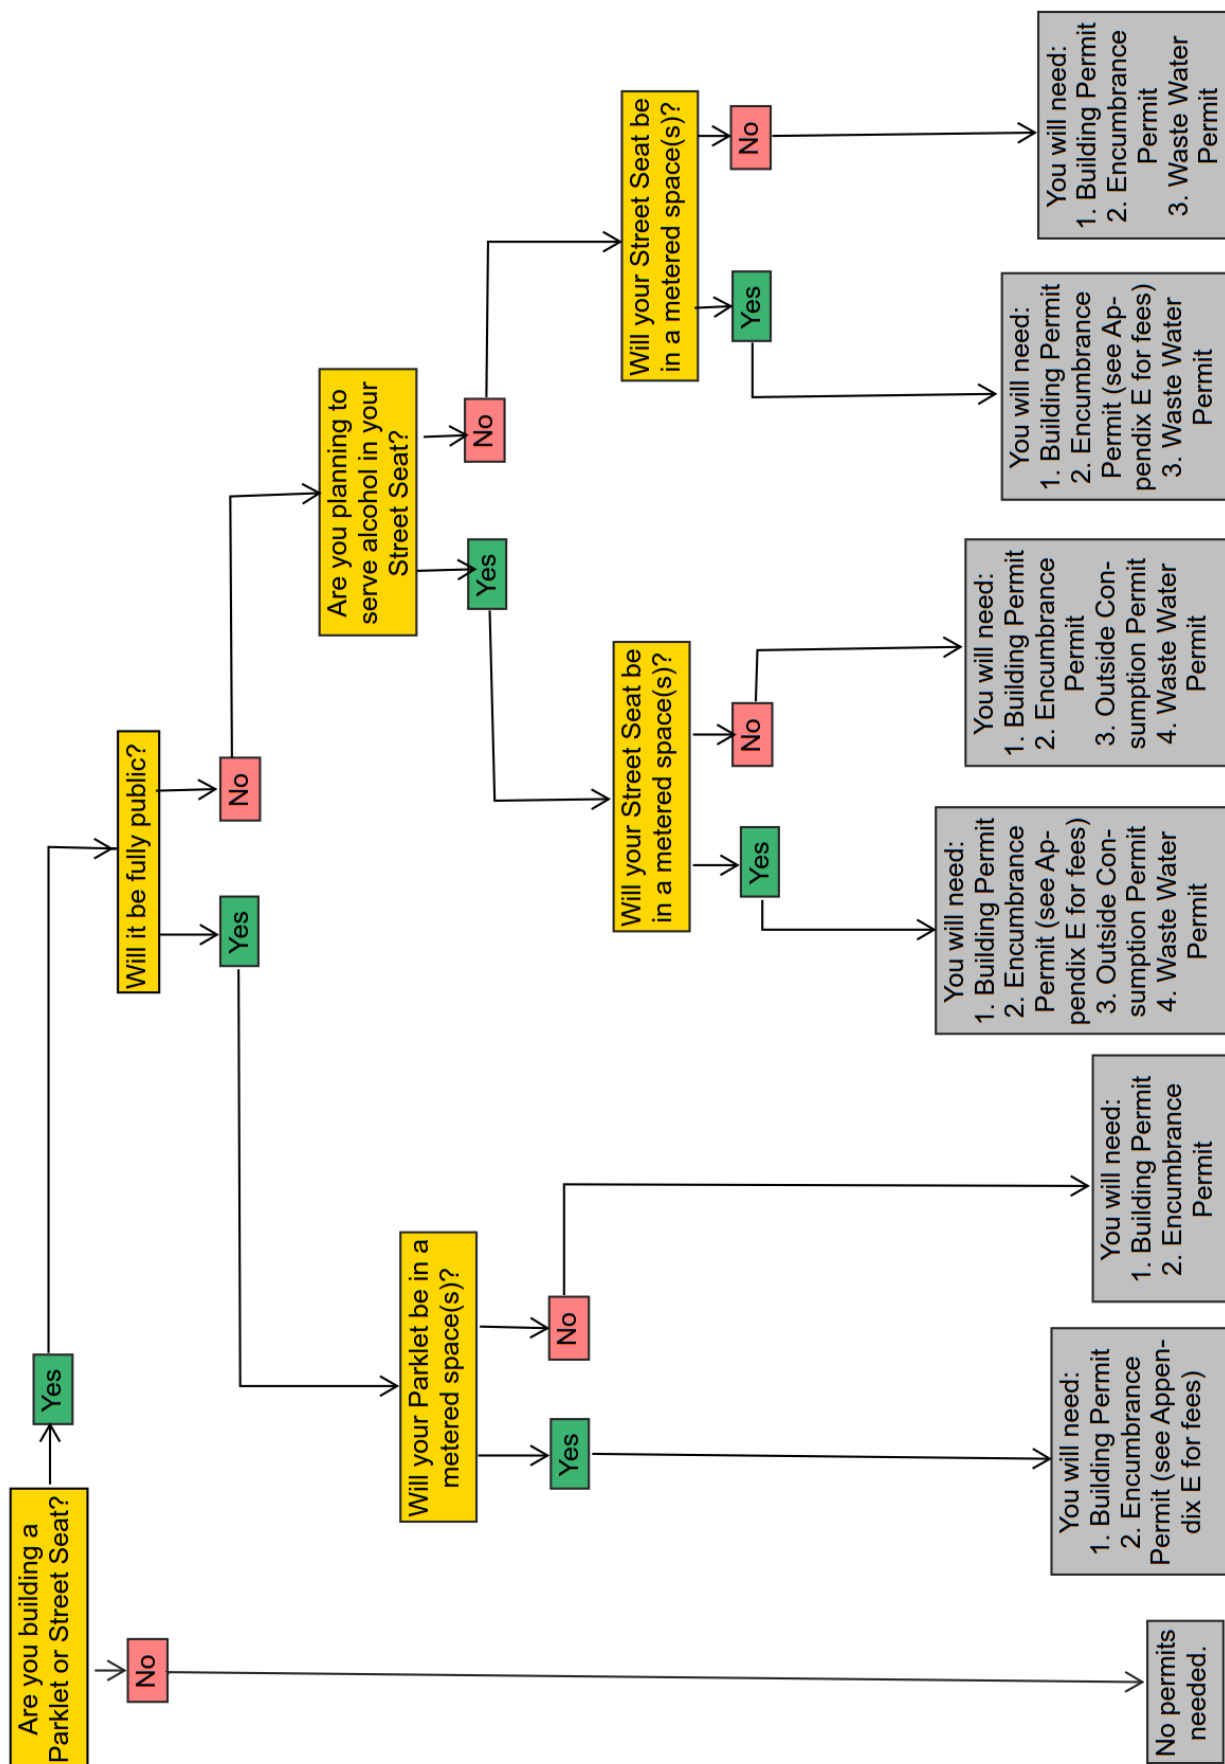 Are you building a
Parklet or Street Seat?
Yes
No
Will it be fully public?
Yes
No
Are you planning to
serve alcohol in your
Street Seat?
Yes
No
Will your Parklet be in a
metered space(s)?
Yes
No
Will your Street Seat be
in a metered space(s)?
Yes
No
Will your Street Seat be
in a metered space(s)?
Yes
No
No permits
needed.
You will need:
1. Building Permit
2. Encumbrance
Permit (see Appen-
dix E for fees)
You will need:
1. Building Permit
2. Encumbrance
Permit
You will need:
1. Building Permit
2. Encumbrance
Permit (see Ap-
pendix E for fees)
3. Outside Con-
sumption Permit
4. Waste Water
Permit
You will need:
1. Building Permit
2. Encumbrance
Permit
3. Outside Con-
sumption Permit
4. Waste Water
Permit
You will need:
1. Building Permit
2. Encumbrance
Permit (see Ap-
pendix E for fees)
3. Waste Water
Permit
You will need:
1. Building Permit
2. Encumbrance
Permit
3. Waste Water
Permit